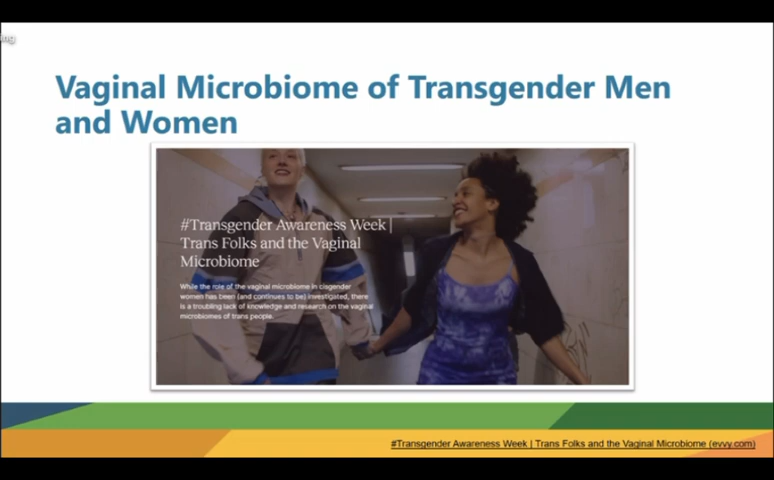 ing
Vaginal Microbiome of Transgender Men
and Women
#Transgender Awareness Week |
Trans Folks and the Vaginal
Microbiome
While the role of the vaginal microbiome in cisgender
women has been (and continues to be) investigated, there
is a troubling lack of knowledge and research on the vaginal
microbiomes of trans people.
#Transgender Awareness Week | Trans Folks and the Vaginal Microbiome (evvy.com)